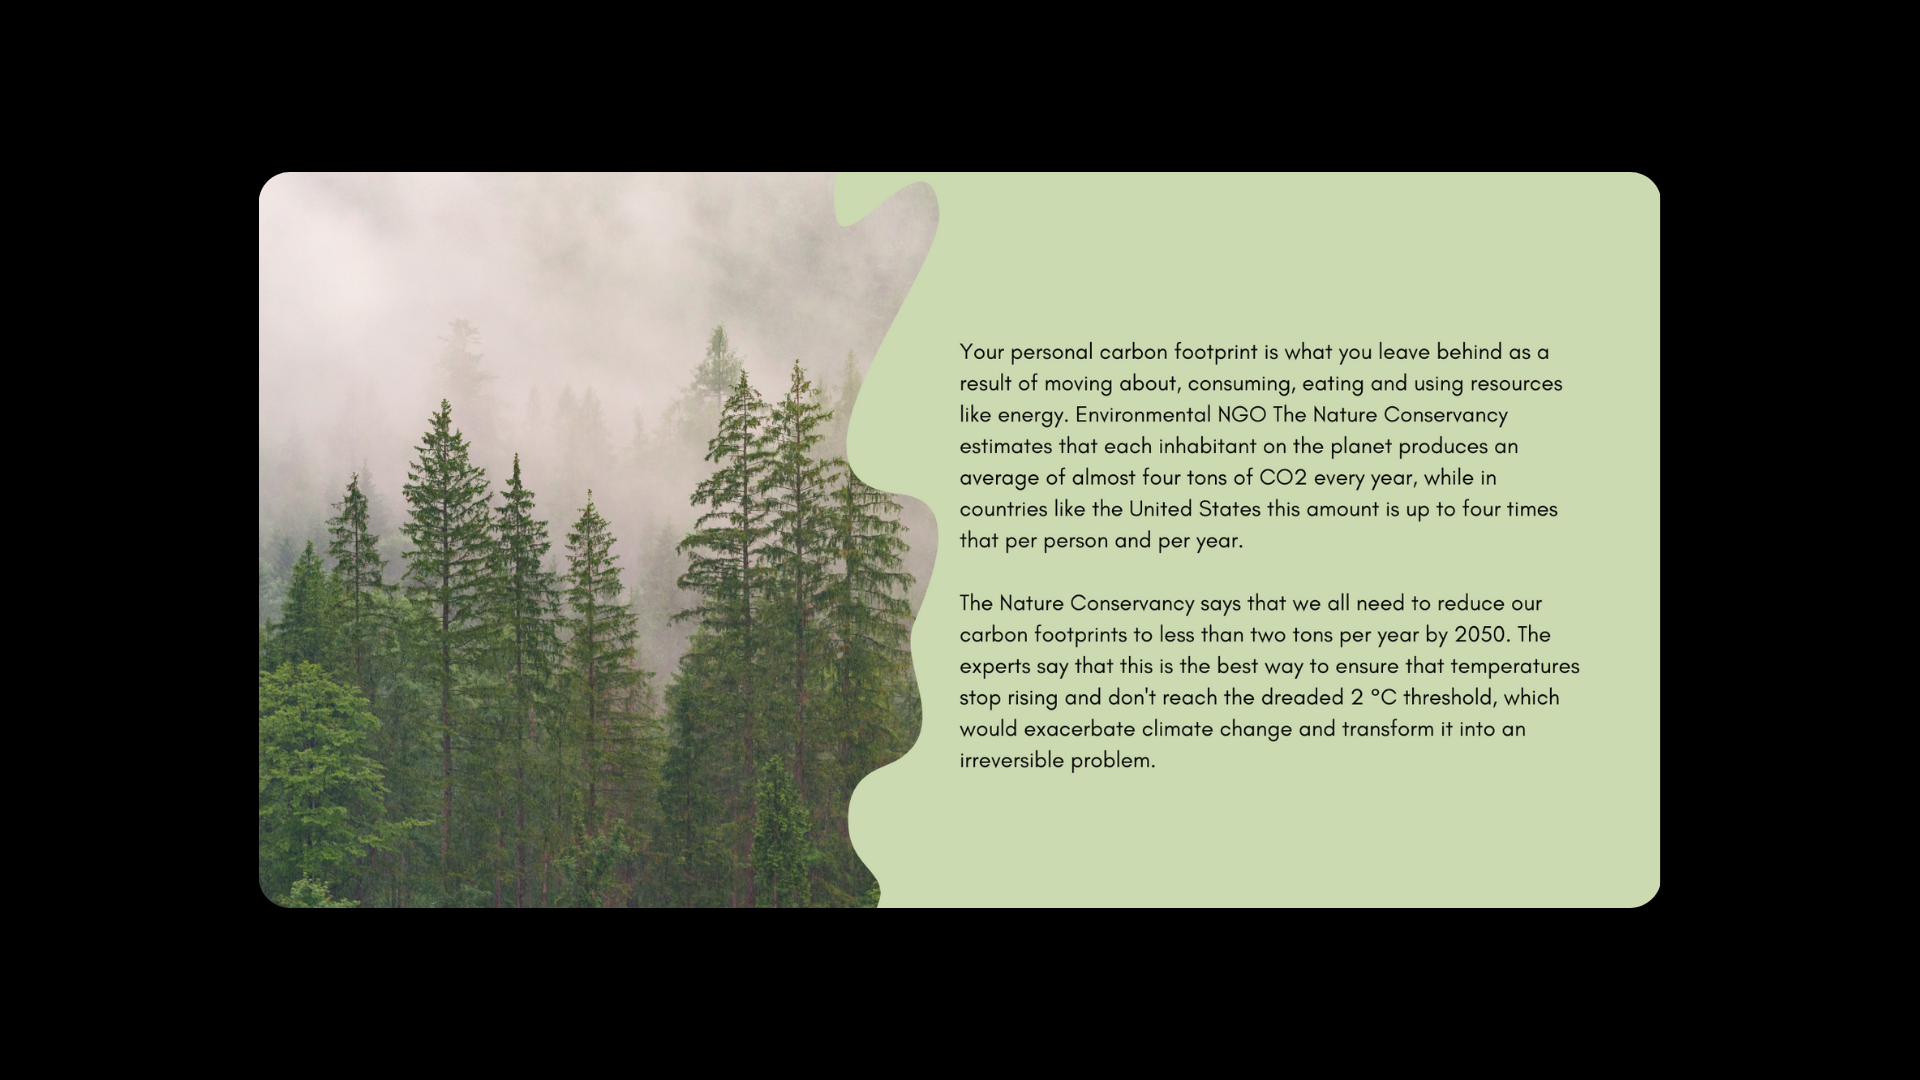 Your personal carbon footprint is what you leave behind as a
result of moving about, consuming, eating and using resources
like energy. Environmental NGO The Nature Conservancy
estimates that each inhabitant on the planet produces an
average of almost four tons of CO2 every year, while in
countries like the United States this amount is up to four times
that per person and per year.
The Nature Conservancy says that we all need to reduce our
carbon footprints to less than two tons per year by 2050. The
experts say that this is the best way to ensure that temperatures
stop rising and don't reach the dreaded 2 °C threshold, which
would exacerbate climate change and transform it into an
irreversible problem.